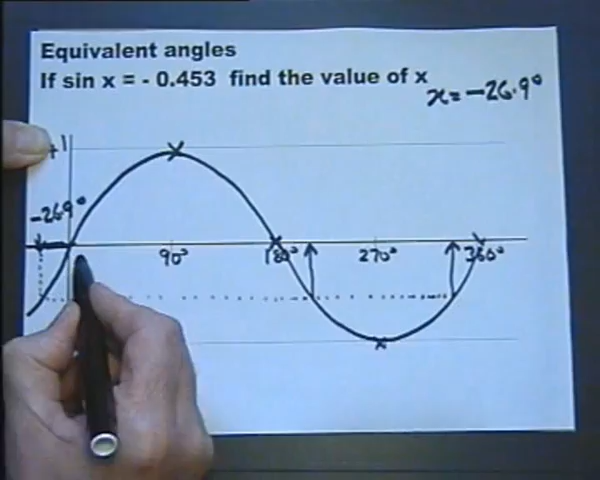 Equivalent angles
If sin x = - 0.453 find the value of x
x = -26.9°
+1
-26.9°
90°
180°
270°
360°